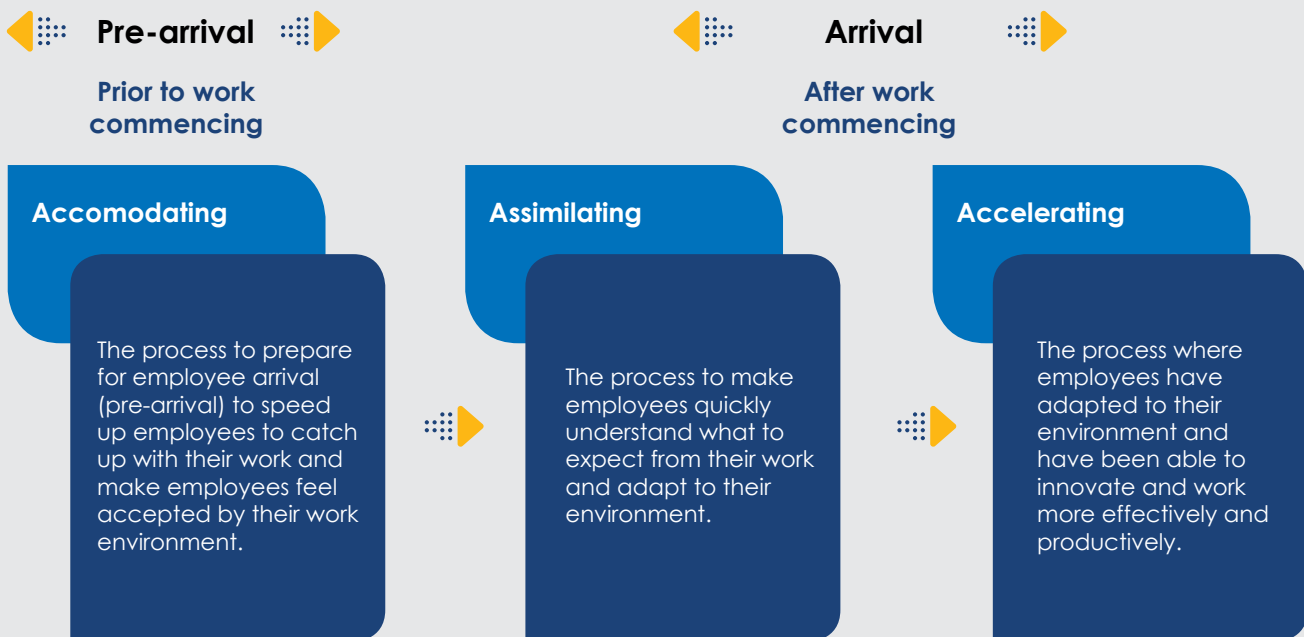 Pre-arrival
Prior to work
commencing
Arrival
After work
commencing
Accomodating
The process to prepare
for employee arrival
(pre-arrival) to speed
up employees to catch
up with their work and
make employees feel
accepted by their work
environment.
Assimilating
The process to make
employees quickly
understand what to
expect from their work
and adapt to their
environment.
Accelerating
The process where
employees have
adapted to their
environment and
have been able to
innovate and work
more effectively and
productively.